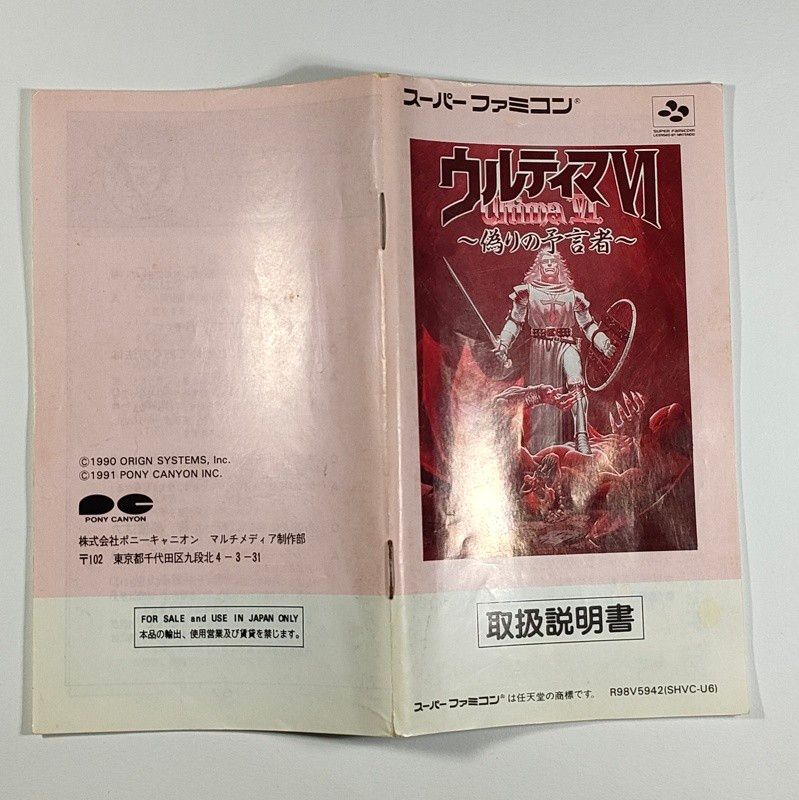 スーパーファミコン®
SUPER FAMICOM
LICENSED BY NINTENDO
ウルティマVI
Ultima VI
〜偽りの予言者〜
取扱説明書
スーパーファミコン®は任天堂の商標です。 R98V5942(SHVC-U6)
©1990 ORIGN SYSTEMS, Inc.
©1991 PONY CANYON INC.
PC
PONY CANYON
株式会社ポニーキャニオン マルチメディア制作部
〒102 東京都千代田区九段北4-3-31
FOR SALE and USE IN JAPAN ONLY
本品の輸出、使用営業及び賃貸を禁じます。